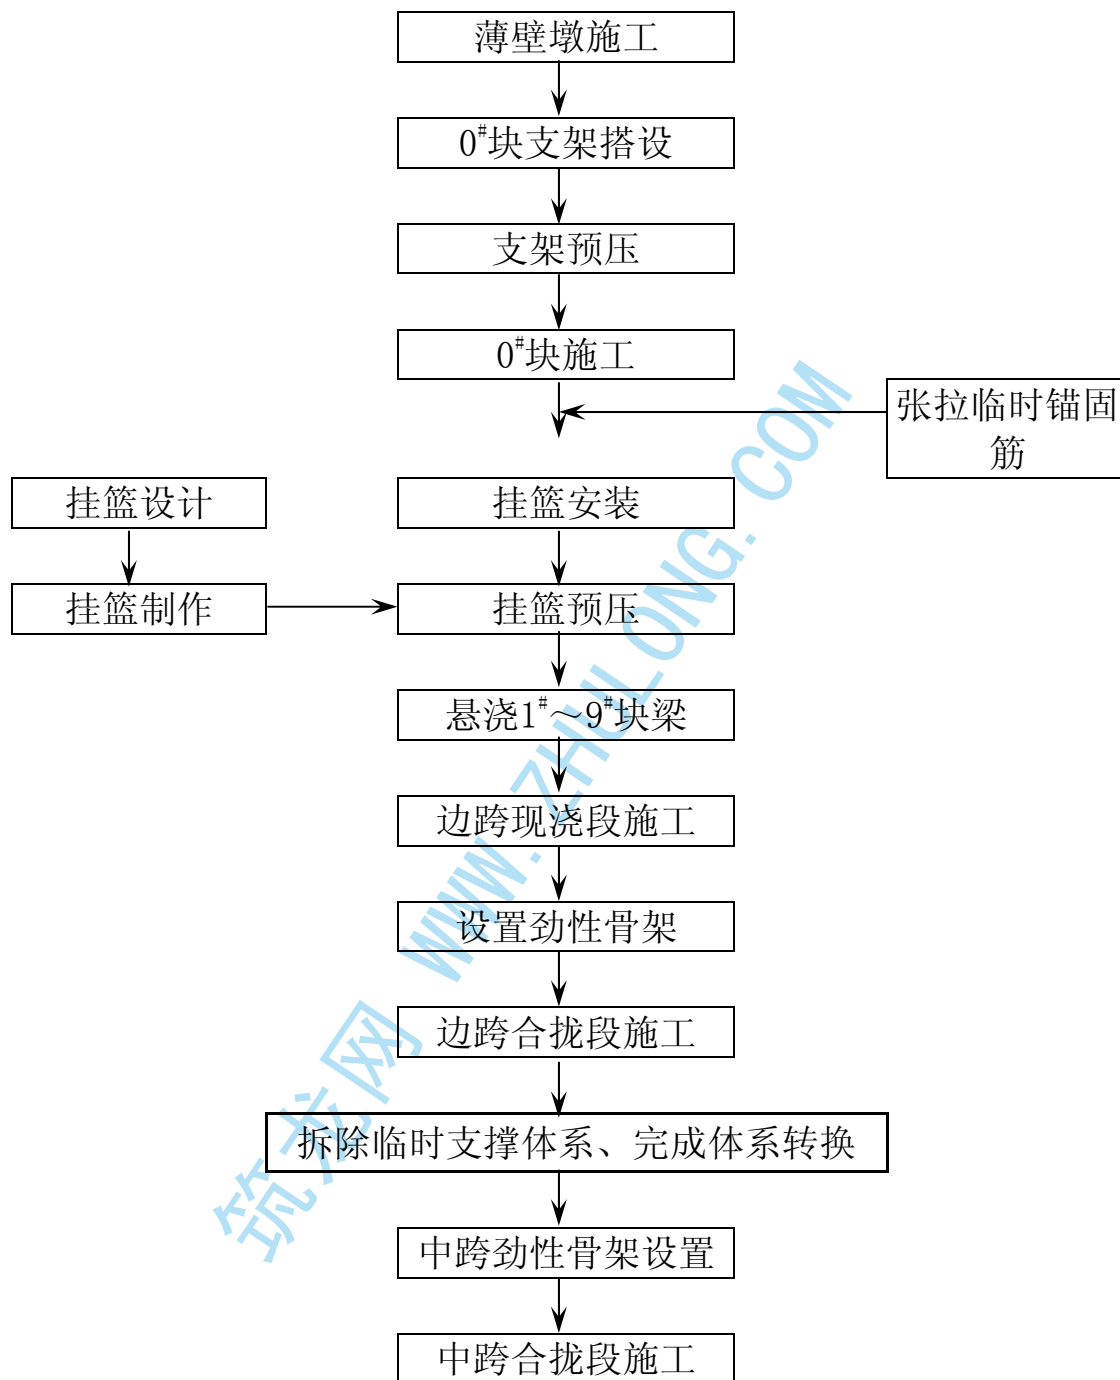 薄壁墩施工
0#块支架搭设
支架预压
0#块施工
张拉临时锚固
筋
挂篮设计
挂篮安装
挂篮制作
挂篮预压
悬浇1#～9#块梁
边跨现浇段施工
设置劲性骨架
边跨合拢段施工
拆除临时支撑体系、完成体系转换
中跨劲性骨架设置
中跨合拢段施工
筑龙网 WWW.ZHULONG.COM